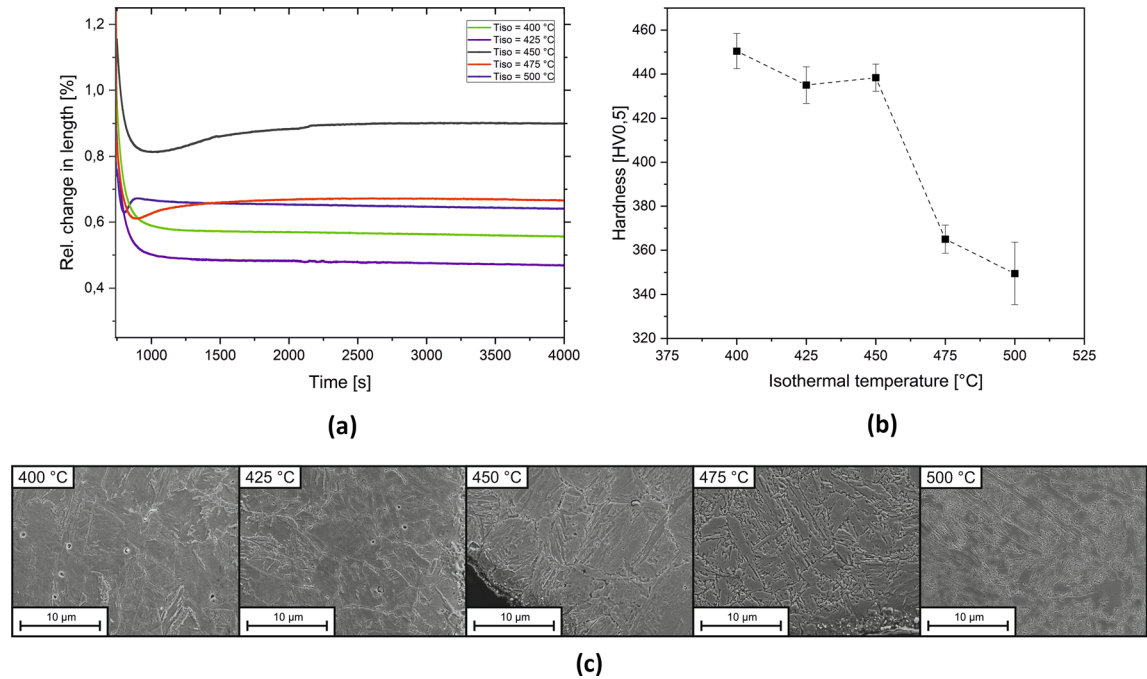 1,2
1,0
0,8
0,6
0,4
Rel. change in length [%]
Tiso = 400 °C
Tiso = 425 °C
Tiso = 450 °C
Tiso = 475 °C
Tiso = 500 °C
1000 1500 2000 2500 3000 3500 4000
Time [s]
(a)
460
440
420
400
380
360
340
320
Hardness [HV0,5]
375 400 425 450 475 500 525
Isothermal temperature [°C]
(b)
400 °C 425 °C 450 °C 475 °C 500 °C
10 µm 10 µm 10 µm 10 µm 10 µm
(c)